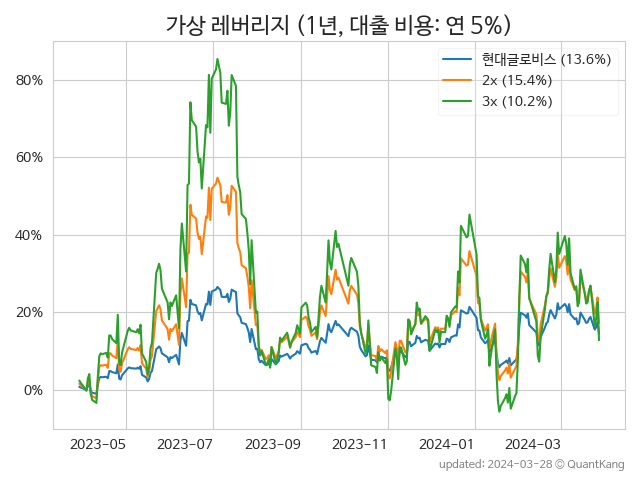 가상 레버리지 (1년, 대출 비용: 연 5%)
현대글로비스 (13.6%)
2x (15.4%)
3x (10.2%)
80%
60%
40%
20%
0%
2023-05 2023-07 2023-09 2023-11 2024-01 2024-03
updated: 2024-03-28 © QuantKang